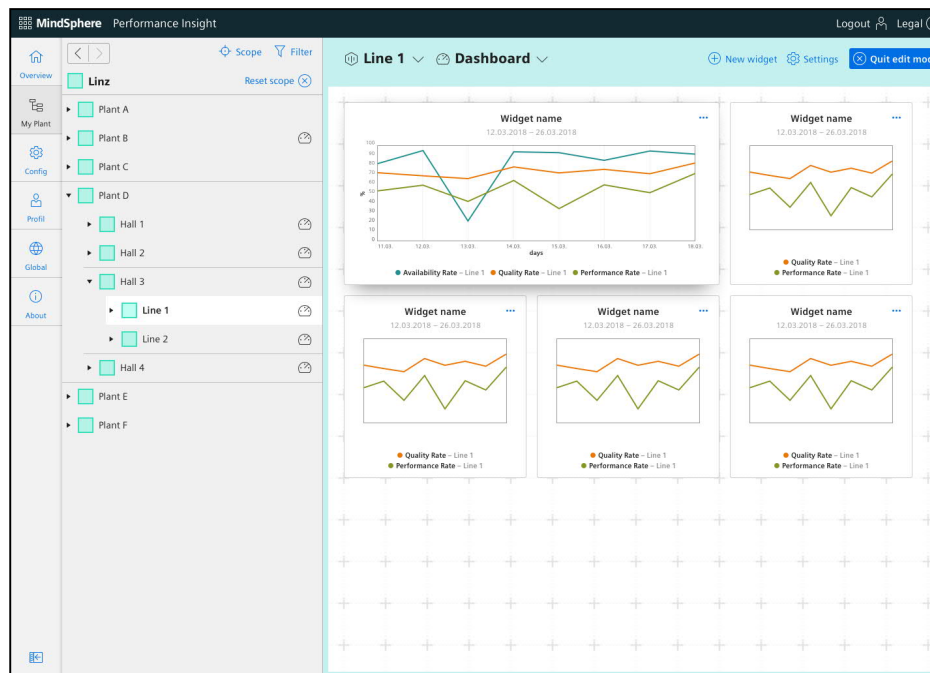 MindSphere Performance Insight
Logout Legal
Overview
My Plant
Config
Profil
Global
About
Scope Filter
Linz Reset scope
Plant A
Plant B
Plant C
Plant D
Hall 1
Hall 2
Hall 3
Line 1
Line 2
Hall 4
Plant E
Plant F
Line 1 Dashboard
New widget Settings Quit edit mod
Widget name
12.03.2018 – 26.03.2018
100
90
80
70
60
50
40
30
20
10
0
%
11.03. 12.03. 13.03. 14.03. 15.03. 16.03. 17.03. 18.03.
days
Availability Rate – Line 1 Quality Rate – Line 1 Performance Rate – Line 1
Widget name
12.03.2018 – 26.03.2018
Quality Rate – Line 1
Performance Rate – Line 1
Widget name
12.03.2018 – 26.03.2018
Quality Rate – Line 1
Performance Rate – Line 1
Widget name
12.03.2018 – 26.03.2018
Quality Rate – Line 1
Performance Rate – Line 1
Widget name
12.03.2018 – 26.03.2018
Quality Rate – Line 1
Performance Rate – Line 1